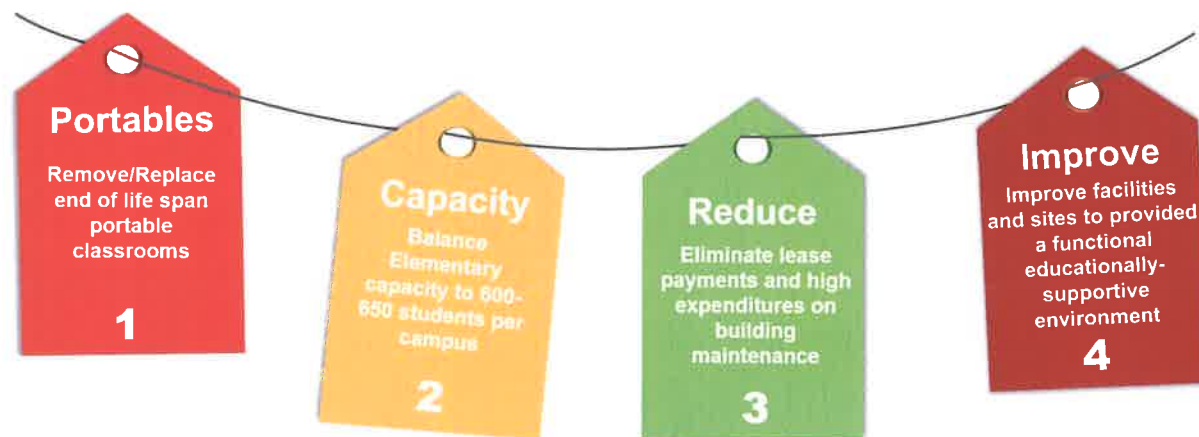 Portables
Remove/Replace
end of life span
portable
classrooms
1
Capacity
Balance
Elementary
capacity to 600-
650 students per
campus
2
Reduce
Eliminate lease
payments and high
expenditures on
building
maintenance
3
Improve
Improve facilities
and sites to provided
a functional
educationally-
supportive
environment
4